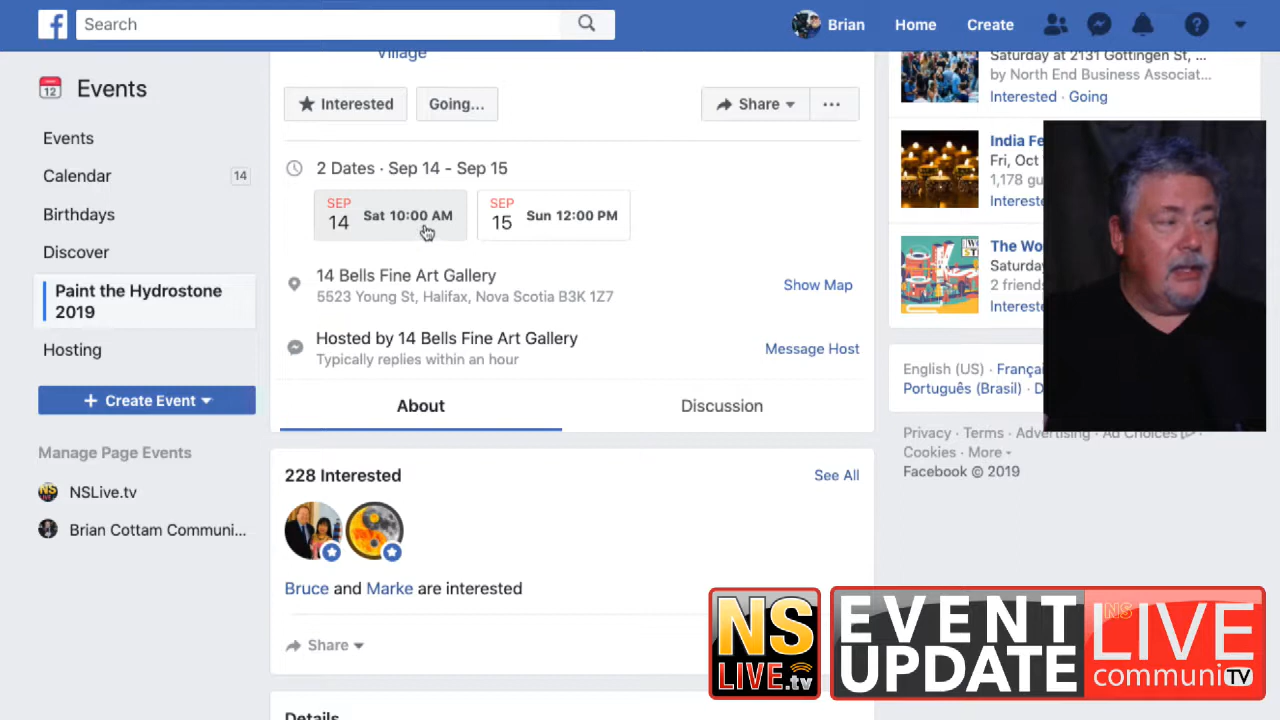 Search
Brian
Home
Create
12
Events
Events
Calendar
14
Birthdays
Discover
Paint the Hydrostone
2019
Hosting
+ Create Event
Manage Page Events
NSLive.tv
Brian Cottam Communi...
Village
Interested
Going...
Share
...
2 Dates · Sep 14 - Sep 15
SEP
14
Sat 10:00 AM
SEP
15
Sun 12:00 PM
14 Bells Fine Art Gallery
5523 Young St, Halifax, Nova Scotia B3K 1Z7
Show Map
Hosted by 14 Bells Fine Art Gallery
Typically replies within an hour
Message Host
About
Discussion
228 Interested
See All
Bruce and Marke are interested
Share
Details
Saturday at 2131 Gottingen St, ...
by North End Business Associat...
Interested · Going
India Fe
Fri, Oct
1,178 gu
Intereste
The Wo
Saturday
2 friends
Intereste
English (US) · Françai
Português (Brasil) · D
Privacy · Terms · Advertising · Ad Choices ·
Cookies · More
Facebook © 2019
NS
LIVE.tv
EVENT
UPDATE
NS
LIVE
communiTV